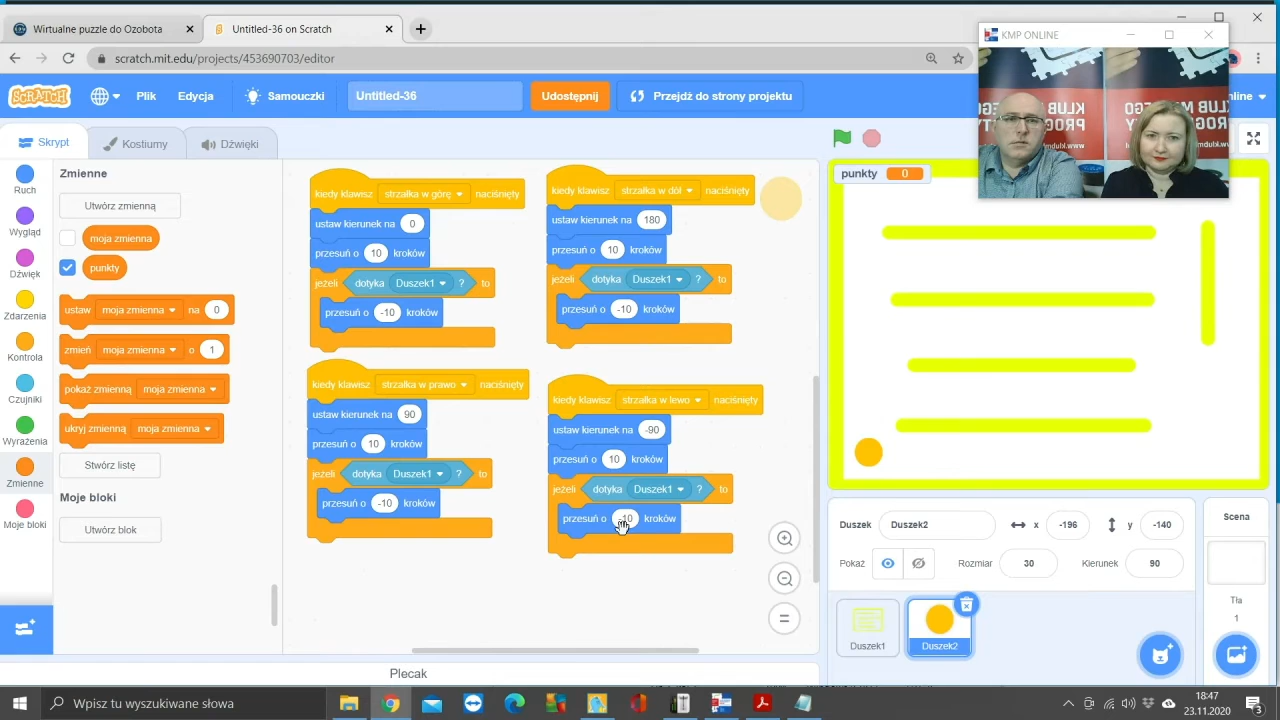 Wirtualne puzzle do Ozobota
Untitled-36 on Scratch
KMP ONLINE
scratch.mit.edu/projects/453690703/editor
SCRATCH
Plik
Edycja
Samouczki
Untitled-36
Udostępnij
Przejdź do strony projektu
nline
Skrypt
Kostiumy
Dźwięki
Ruch
Wygląd
Dźwięk
Zdarzenia
Kontrola
Czujniki
Wyrażenia
Zmienne
Moje bloki
Zmienne
Utwórz zmienną
moja zmienna
punkty
ustaw moja zmienna na 0
zmień moja zmienna o 1
pokaż zmienną moja zmienna
ukryj zmienną moja zmienna
Stwórz listę
Moje bloki
Utwórz blok
kiedy klawisz strzałka w górę naciśnięty
ustaw kierunek na 0
przesuń o 10 kroków
jeżeli dotyka Duszek1 ? to
przesuń o -10 kroków
kiedy klawisz strzałka w dół naciśnięty
ustaw kierunek na 180
przesuń o 10 kroków
jeżeli dotyka Duszek1 ? to
przesuń o -10 kroków
kiedy klawisz strzałka w prawo naciśnięty
ustaw kierunek na 90
przesuń o 10 kroków
jeżeli dotyka Duszek1 ? to
przesuń o -10 kroków
kiedy klawisz strzałka w lewo naciśnięty
ustaw kierunek na -90
przesuń o 10 kroków
jeżeli dotyka Duszek1 ? to
przesuń o -10 kroków
Plecak
punkty 0
Duszek Duszek2 x -196 y -140
Pokaż Rozmiar 30 Kierunek 90
Duszek1
Duszek2
Scena
Tła
1
Wpisz tu wyszukiwane słowa
18:47
23.11.2020
3